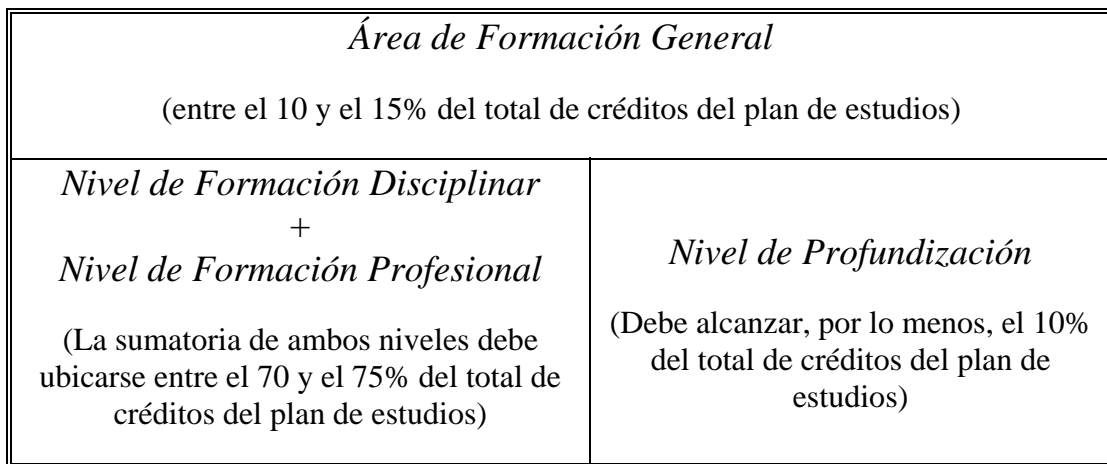 Área de Formación General
(entre el 10 y el 15% del total de créditos del plan de estudios)
Nivel de Formación Disciplinar
+
Nivel de Formación Profesional
(La sumatoria de ambos niveles debe
ubicarse entre el 70 y el 75% del total de
créditos del plan de estudios)
Nivel de Profundización
(Debe alcanzar, por lo menos, el 10%
del total de créditos del plan de
estudios)